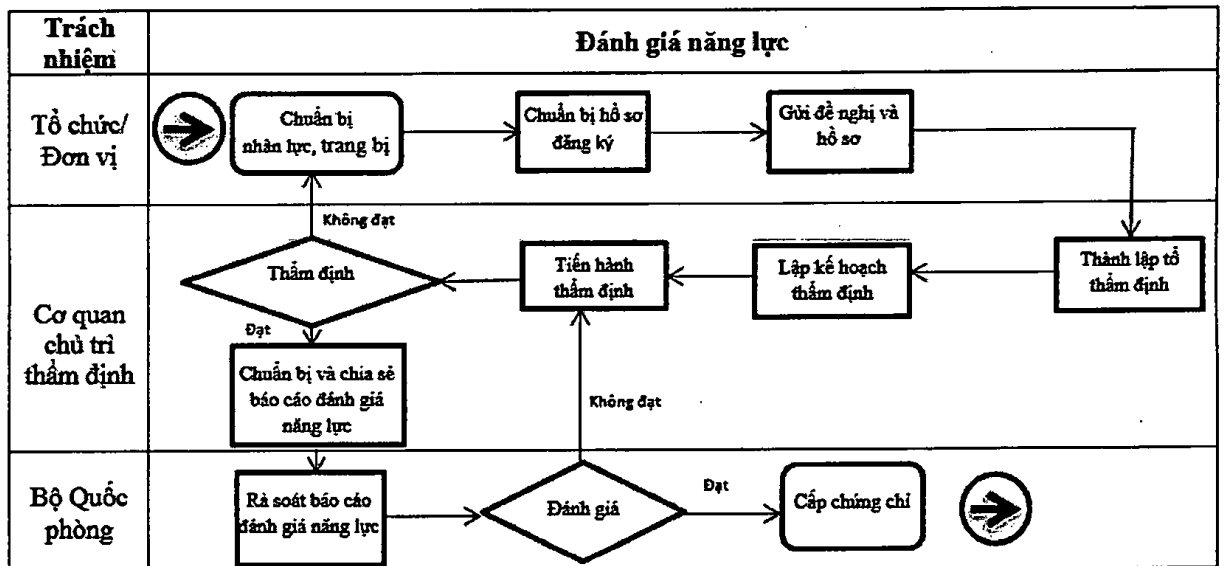 Trách
nhiệm
Đánh giá năng lực
Tổ chức/
Đơn vị
Chuẩn bị
nhân lực, trang bị
Chuẩn bị hồ sơ
đăng ký
Gửi đề nghị và
hồ sơ
Không đạt
Cơ quan
chủ trì
thẩm định
Thẩm định
Tiến hành
thẩm định
Lập kế hoạch
thẩm định
Thành lập tổ
thẩm định
Đạt
Chuẩn bị và chia sẻ
báo cáo đánh giá
năng lực
Không đạt
Bộ Quốc
phòng
Rà soát báo cáo
đánh giá năng lực
Đánh giá
Đạt
Cấp chứng chỉ